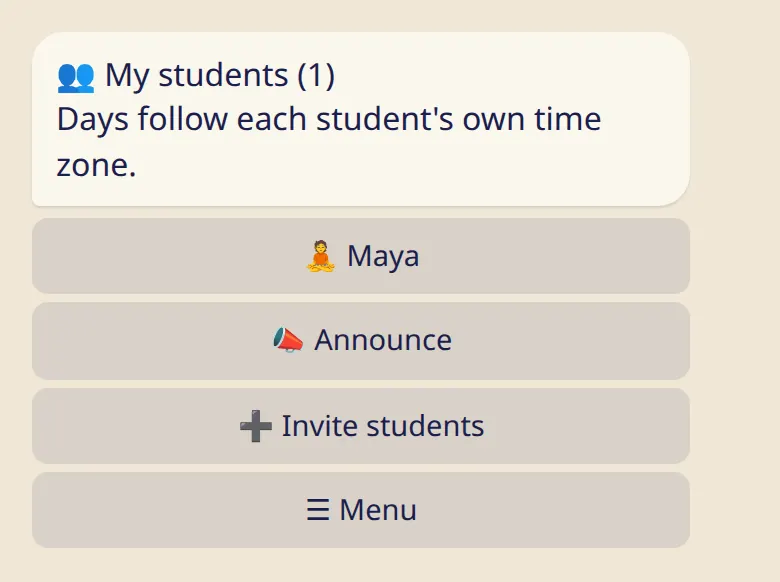 👥 My students (1)
Days follow each student's own time
zone.
🧘 Maya
📣 Announce
➕ Invite students
☰ Menu